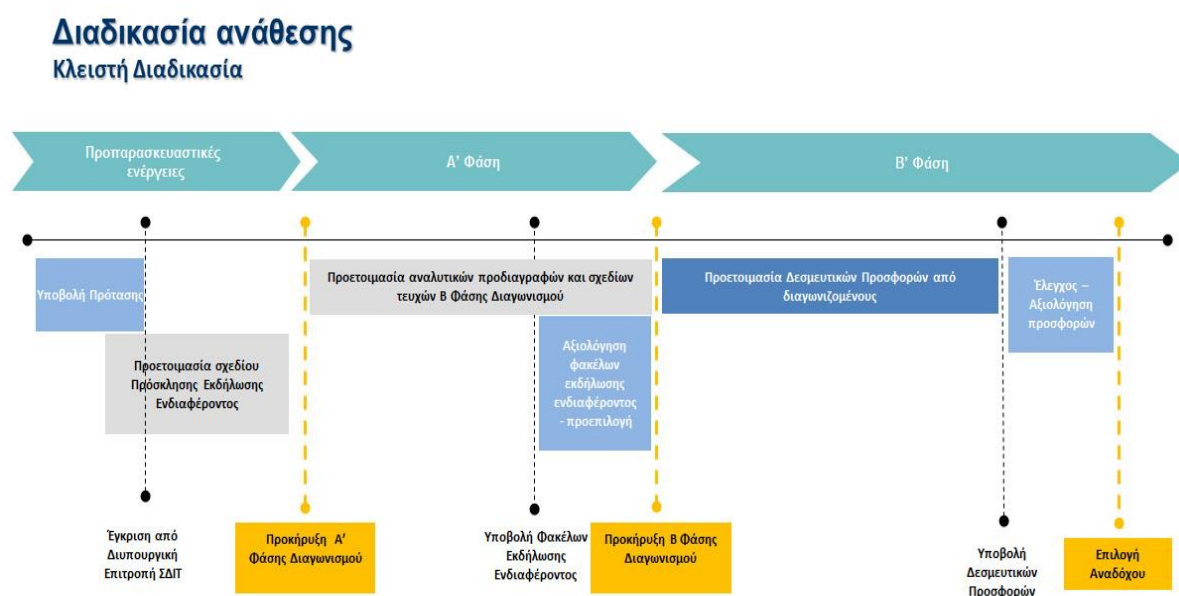 Διαδικασία ανάθεσης
Κλειστή Διαδικασία
Προπαρασκευαστικές
ενέργειες
Α' Φάση
Β' Φάση
Υποβολή Πρότασης
Προετοιμασία σχεδίου
Πρόσκλησης Εκδήλωσης
Ενδιαφέροντος
Προετοιμασία αναλυτικών προδιαγραφών και σχεδίων
τευχών Β Φάσης Διαγωνισμού
Αξιολόγηση
φακέλων
εκδήλωσης
ενδιαφέροντος
- προεπιλογή
Προετοιμασία Δεσμευτικών Προσφορών από
διαγωνιζομένους
Έλεγχος –
Αξιολόγηση
προσφορών
Έγκριση από
Διυπουργική
Επιτροπή ΣΔΙΤ
Προκήρυξη Α'
Φάσης Διαγωνισμού
Υποβολή Φακέλων
Εκδήλωσης
Ενδιαφέροντος
Προκήρυξη Β Φάσης
Διαγωνισμού
Υποβολή
Δεσμευτικών
Προσφορών
Επιλογή
Αναδόχου